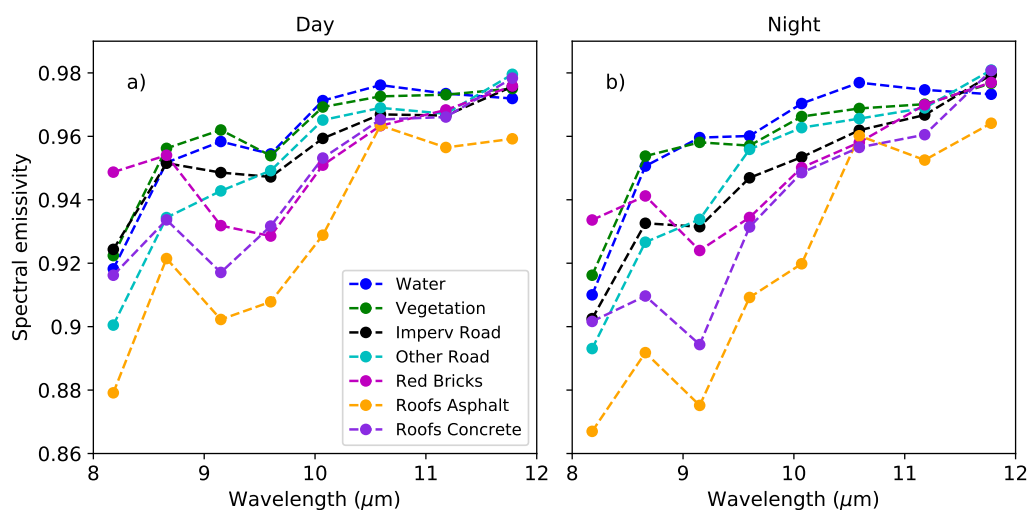 Day
Night
a)
b)
Spectral emissivity
0.98
0.96
0.94
0.92
0.9
0.88
0.86
Water
Vegetation
Imperv Road
Other Road
Red Bricks
Roofs Asphalt
Roofs Concrete
8 9 10 11 12
8 9 10 11 12
Wavelength (μm)
Wavelength (μm)